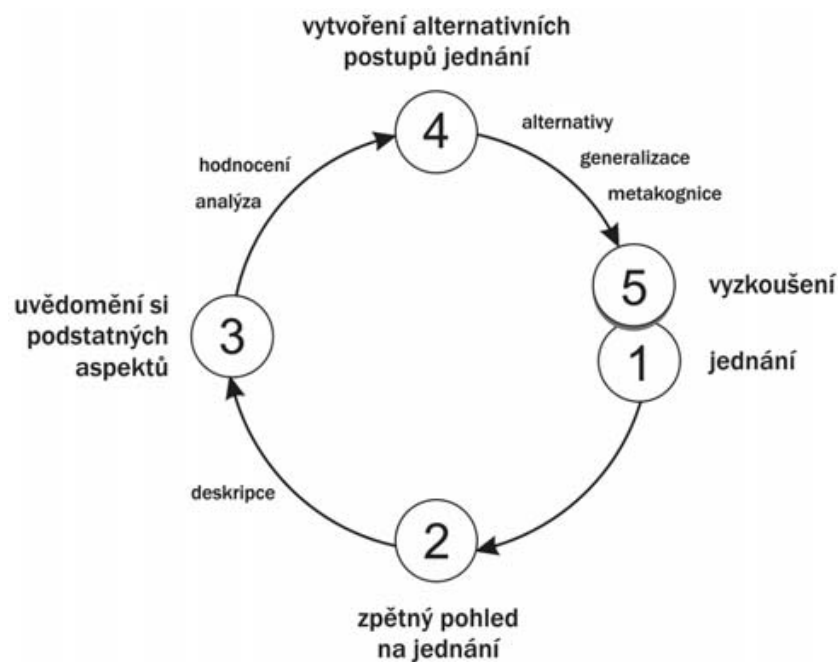 vytvoření alternativních
postupů jednání
4
alternativy
generalizace
metakognice
hodnocení
analýza
5
vyzkoušení
1
jednání
uvědomění si
podstatných
aspektů
3
deskripce
2
zpětný pohled
na jednání